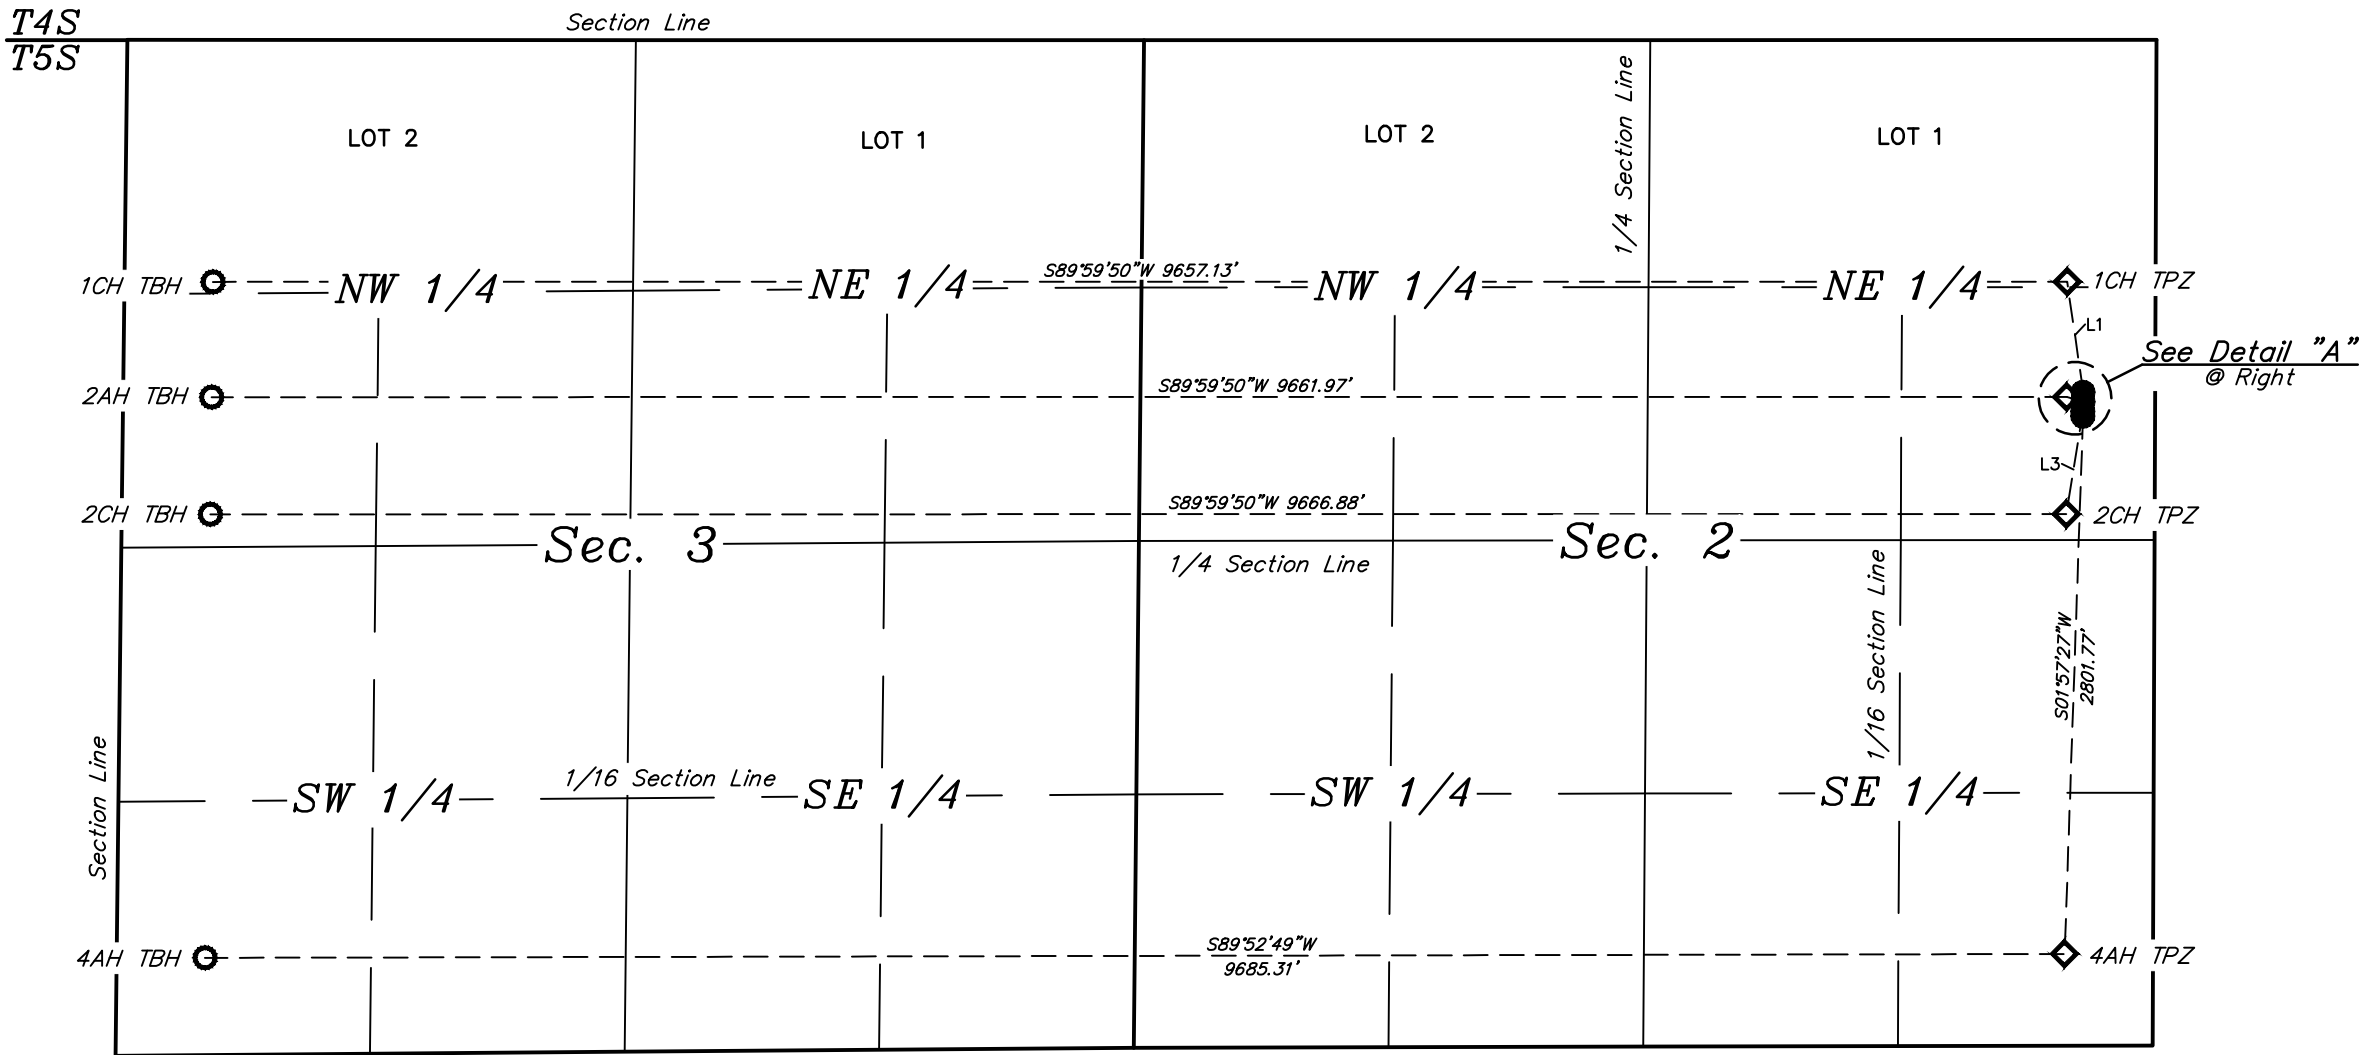 T4S
Section Line
T5S
1/4 Section Line
LOT 2
LOT 1
LOT 2
LOT 1
1CH TBH
NW 1/4
NE 1/4
S89°59'50"W 9657.13'
NW 1/4
NE 1/4
1CH TPZ
L1
See Detail "A"
@ Right
2AH TBH
S89°59'50"W 9661.97'
L3
2CH TBH
S89°59'50"W 9666.88'
2CH TPZ
Sec. 3
Sec. 2
1/4 Section Line
1/16 Section Line
S01°57'27"W
2801.77'
Section Line
1/16 Section Line
SW 1/4
SE 1/4
SW 1/4
SE 1/4
4AH TBH
S89°52'49"W
9685.31'
4AH TPZ